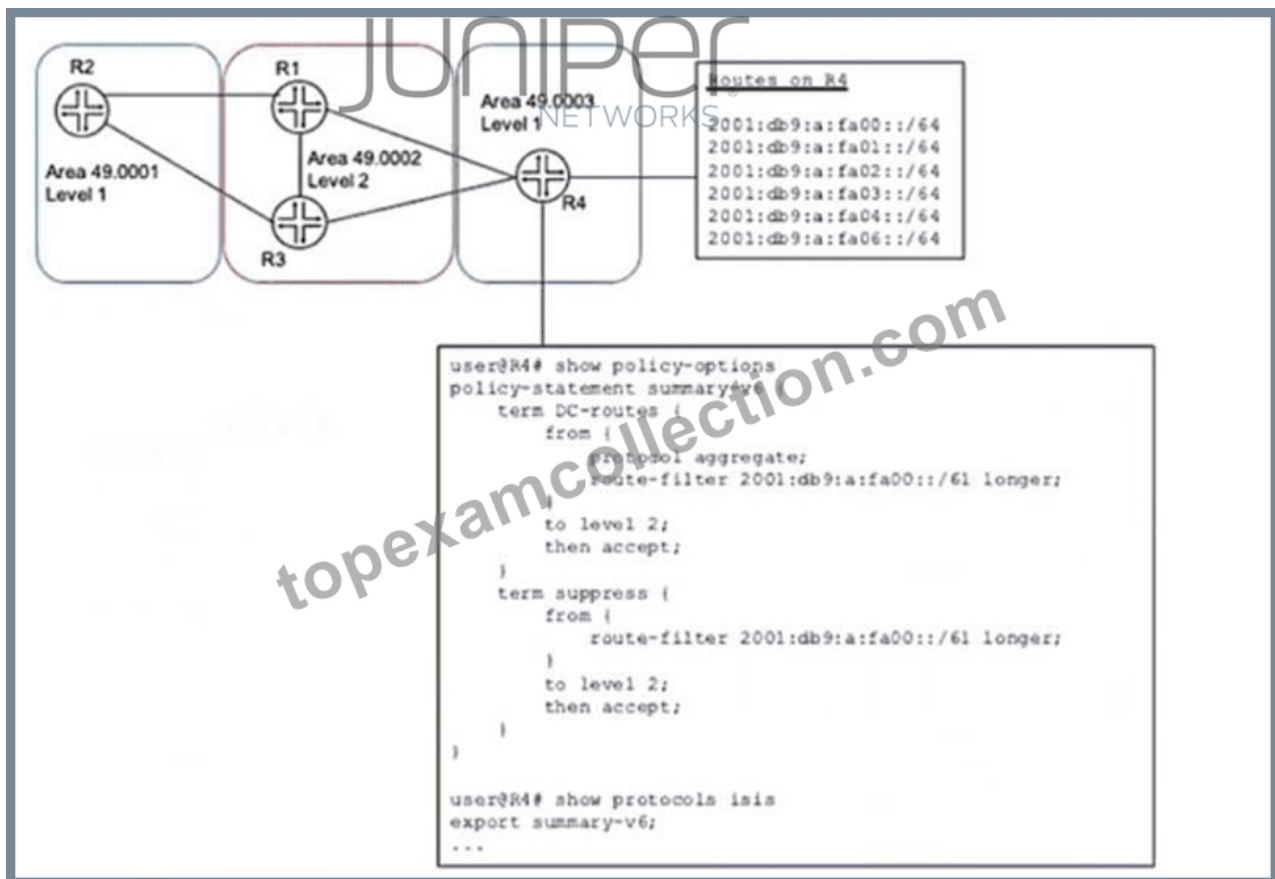 JUNIPER
NETWORKS
R2
R1
Area 49.0001
Level 1
Area 49.0002
Level 2
R3
Area 49.0003
Level 1
R4
Routes on R4
2001:db9:a:fa00::/64
2001:db9:a:fa01::/64
2001:db9:a:fa02::/64
2001:db9:a:fa03::/64
2001:db9:a:fa04::/64
2001:db9:a:fa06::/64
topexamcollection.com
user@R4# show policy-options
policy-statement summary-v6 {
term DC-routes {
from {
protocol aggregate;
route-filter 2001:db9:a:fa00::/61 longer;
}
to level 2;
then accept;
}
term suppress {
from {
route-filter 2001:db9:a:fa00::/61 longer;
}
to level 2;
then accept;
}
}
user@R4# show protocols isis
export summary-v6;
...